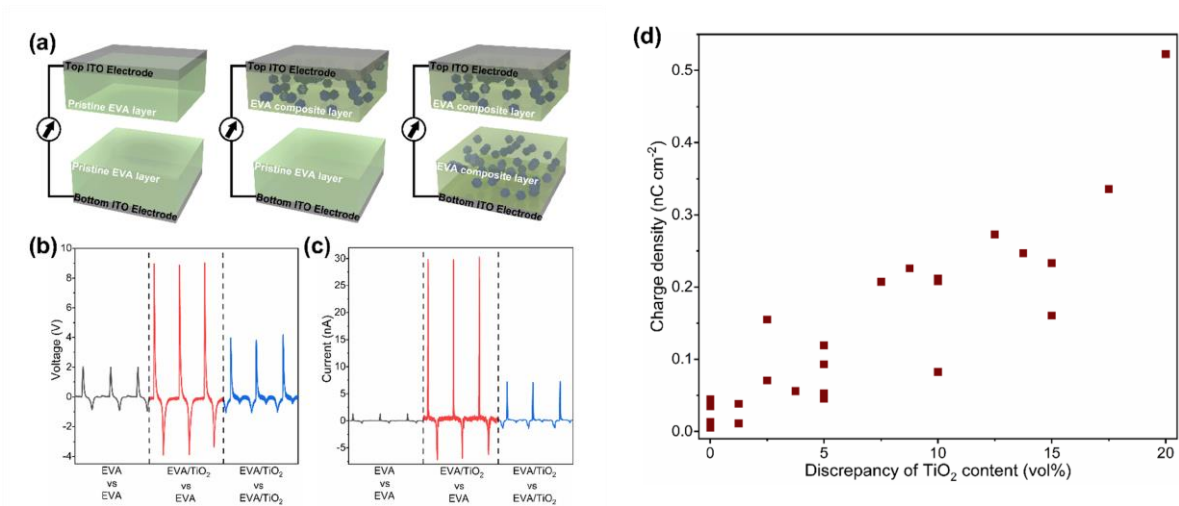 (a)
Top ITO Electrode
Pristine EVA layer
Pristine EVA layer
Bottom ITO Electrode
Top ITO Electrode
EVA composite layer
Pristine EVA layer
Bottom ITO Electrode
Top ITO Electrode
EVA composite layer
EVA composite layer
Bottom ITO Electrode
(b)
Voltage (V)
10
8
6
4
2
0
-2
-4
EVA
vs
EVA
EVA/TiO₂
vs
EVA
EVA/TiO₂
vs
EVA/TiO₂
(c)
Current (nA)
30
25
20
15
10
5
0
-5
EVA
vs
EVA
EVA/TiO₂
vs
EVA
EVA/TiO₂
vs
EVA/TiO₂
(d)
Charge density (nC cm⁻²)
0.5
0.4
0.3
0.2
0.1
0.0
0 5 10 15 20
Discrepancy of TiO₂ content (vol%)